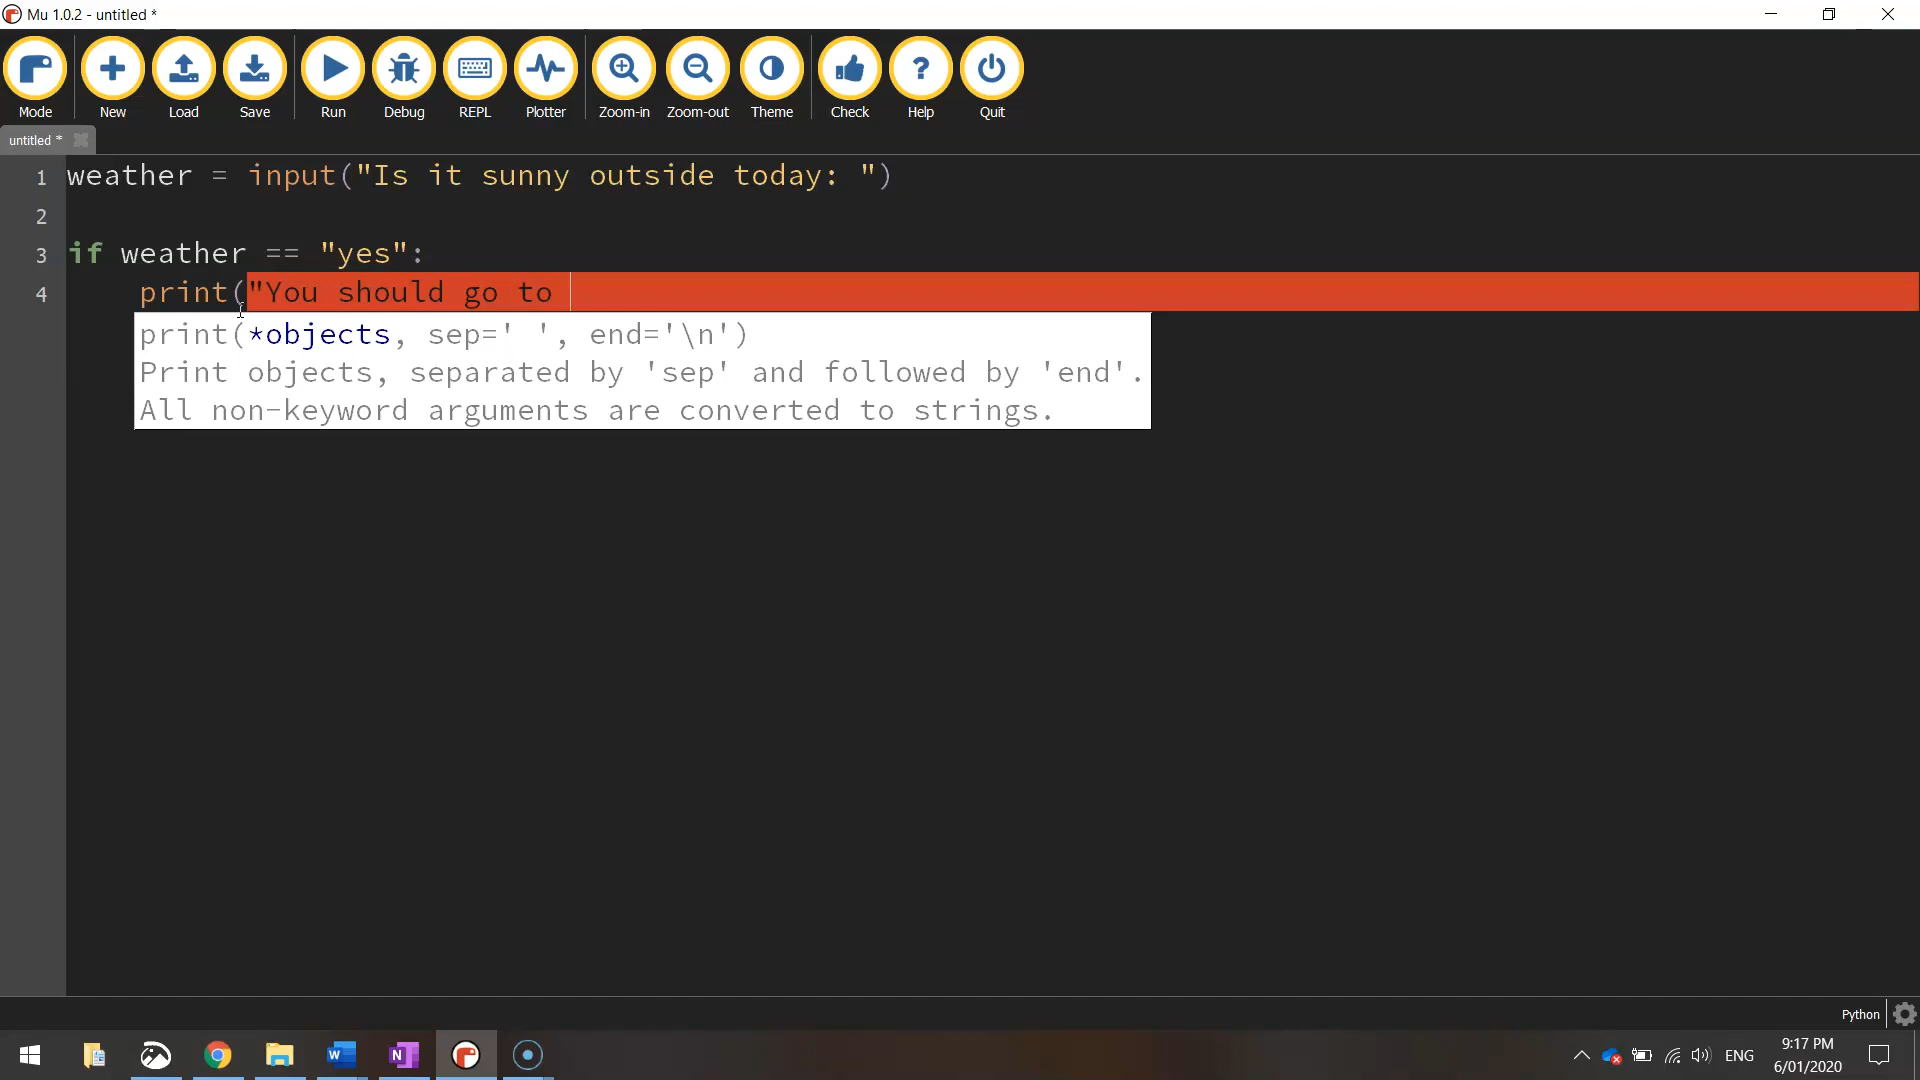 Mu 1.0.2 - untitled *
Mode New Load Save Run Debug REPL Plotter Zoom-in Zoom-out Theme Check Help Quit
untitled *
1 weather = input("Is it sunny outside today: ")
2
3 if weather == "yes":
4 print("You should go to
print(*objects, sep=' ', end='\n')
Print objects, separated by 'sep' and followed by 'end'.
All non-keyword arguments are converted to strings.
Python
ENG
9:17 PM
6/01/2020